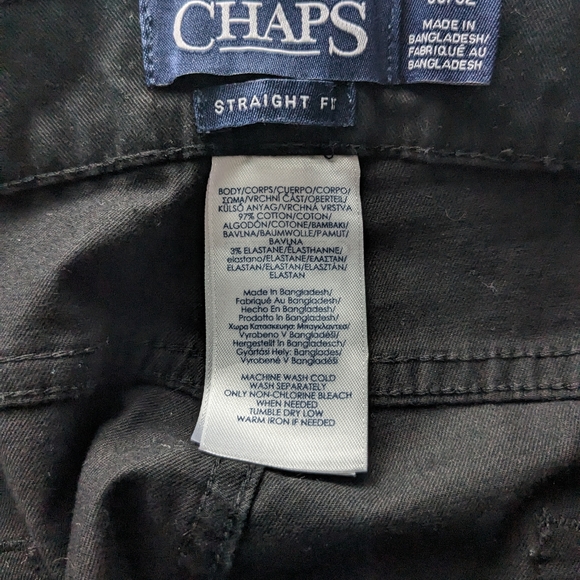 CHAPS
MADE IN
BANGLADESH/
FABRIQUÉ AU
BANGLADESH
STRAIGHT FIT
BODY/CORPS/CUERPO/CORPO/
ΣΩΜΑ/VRCHNÍ ČÁST/OBERTEIL/
KÜLSŐ ANYAG/VRCHNÁ VRSTVA
97% COTTON/COTON/
ALGODÓN/COTONE/ΒΑΜΒΑΚΙ/
BAVLNA/BAUMWOLLE/PAMUT/
BAVLNA
3% ELASTANE/ÉLASTHANNE/
elastano/ELASTANE/ΕΛΑΣΤΑΝ/
ELASTAN/ELASTAN/ELASZTÁN/
ELASTAN
Made In Bangladesh/
Fabriqué Au Bangladesh/
Hecho En Bangladesh/
Prodotto In Bangladesh/
Χωρα Κατασκευησ: Μπαγκλαντεσ/
Vyrobeno V Bangladéši/
Hergestellt In Bangladesch/
Gyártási Hely: Banglades/
Vyrobené V Bangladéši
MACHINE WASH COLD
WASH SEPARATELY
ONLY NON-CHLORINE BLEACH
WHEN NEEDED
TUMBLE DRY LOW
WARM IRON IF NEEDED